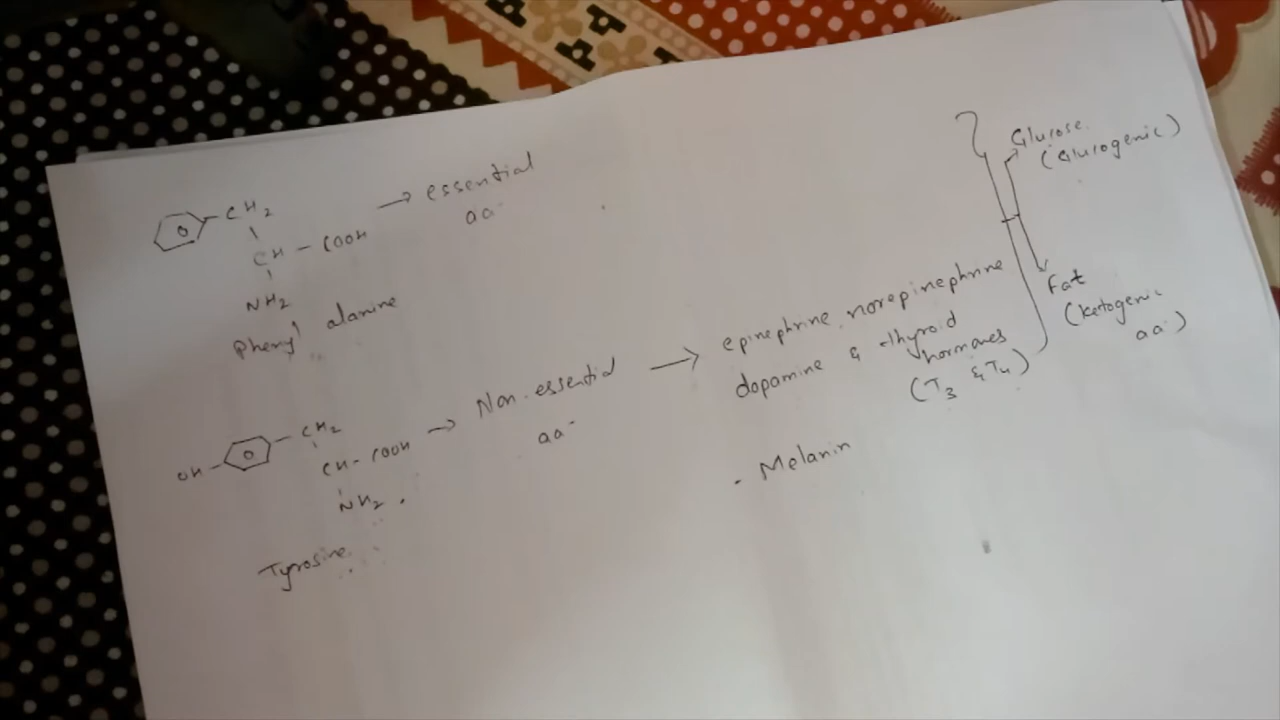 CH2 → essential
CH - COOH aa
NH2
Phenyl alanine
OH CH2 → Non-essential → epinephrine, norepinephrine
CH - COOH aa dopamine & thyroid
NH2 hormones
(T3 & T4)
Tyrosine
- Melanin
Glucose
(Glucogenic)
Fat
(Ketogenic
aa)